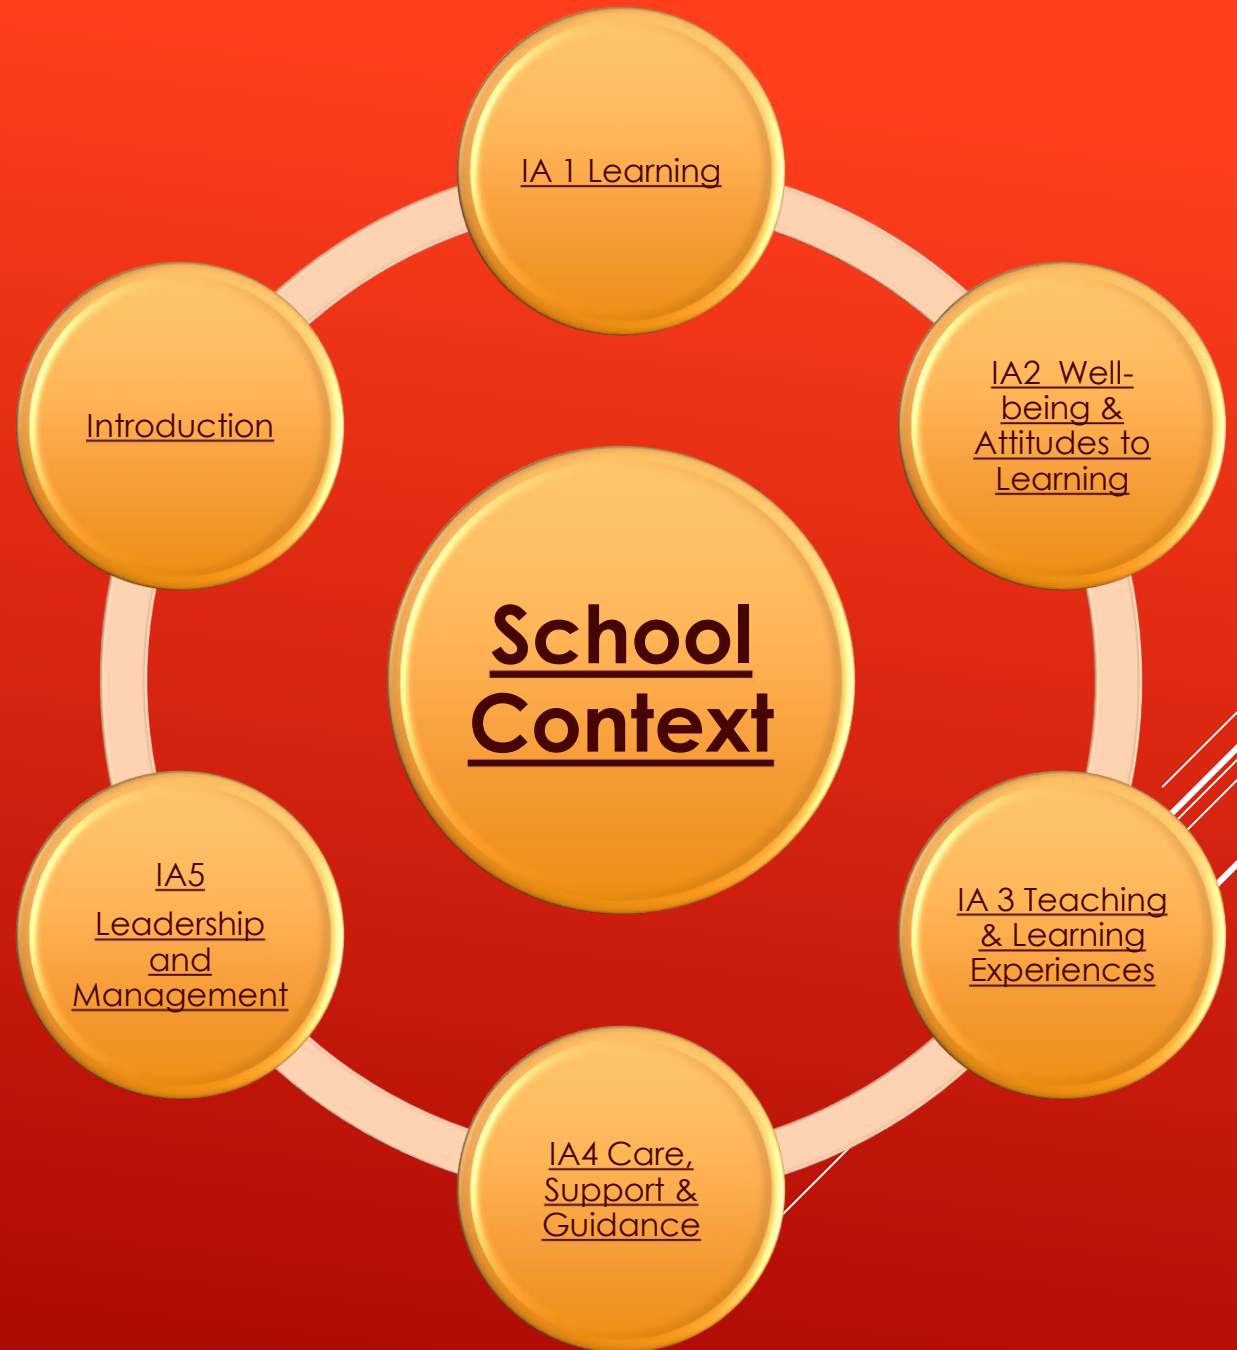 IA 1 Learning
Introduction
IA2  Well-
being &
Attitudes to
Learning
School
Context
IA5
Leadership
and
Management
IA 3 Teaching
& Learning
Experiences
IA4 Care,
Support &
Guidance